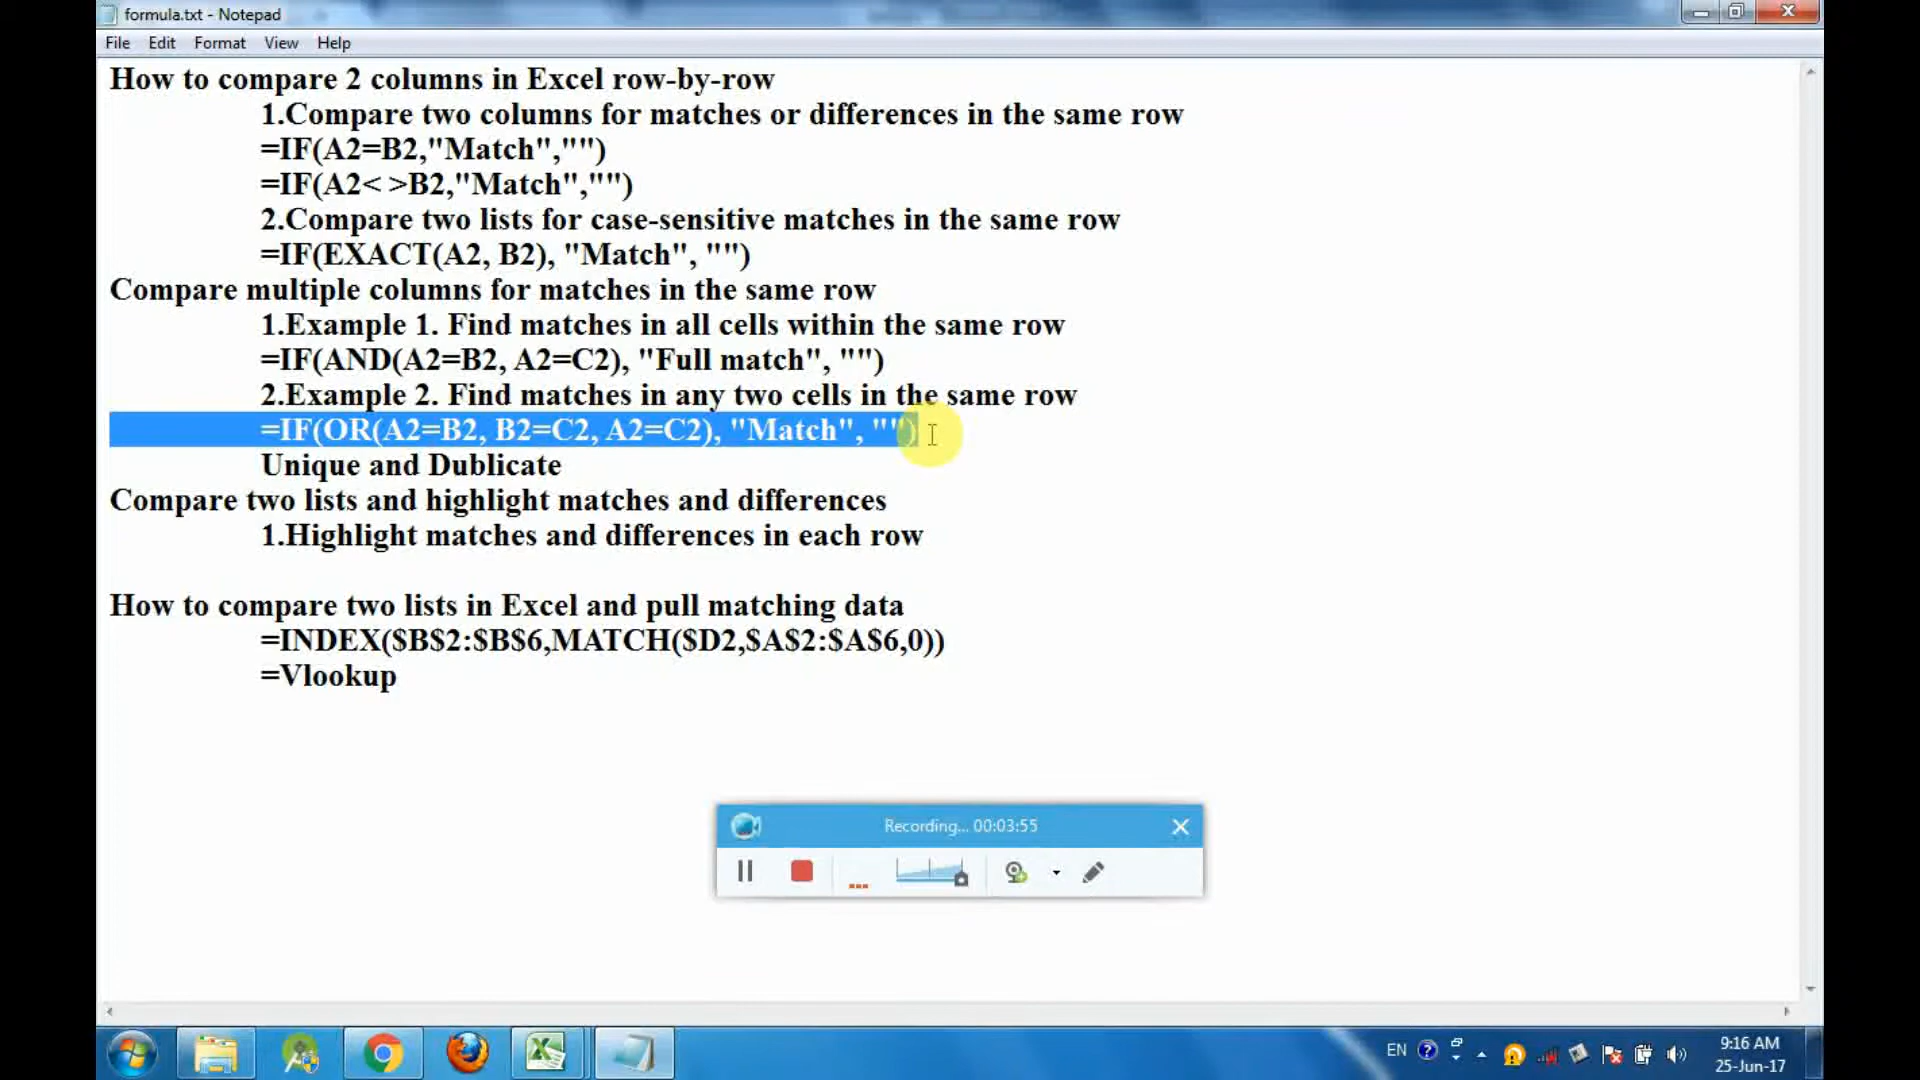 formula.txt - Notepad
File Edit Format View Help
How to compare 2 columns in Excel row-by-row
1.Compare two columns for matches or differences in the same row
=IF(A2=B2,"Match","")
=IF(A2< >B2,"Match","")
2.Compare two lists for case-sensitive matches in the same row
=IF(EXACT(A2, B2), "Match", "")
Compare multiple columns for matches in the same row
1.Example 1. Find matches in all cells within the same row
=IF(AND(A2=B2, A2=C2), "Full match", "")
2.Example 2. Find matches in any two cells in the same row
=IF(OR(A2=B2, B2=C2, A2=C2), "Match", "")
Unique and Dublicate
Compare two lists and highlight matches and differences
1.Highlight matches and differences in each row
How to compare two lists in Excel and pull matching data
=INDEX($B$2:$B$6,MATCH($D2,$A$2:$A$6,0))
=Vlookup
Recording... 00:03:55
EN
9:16 AM
25-Jun-17